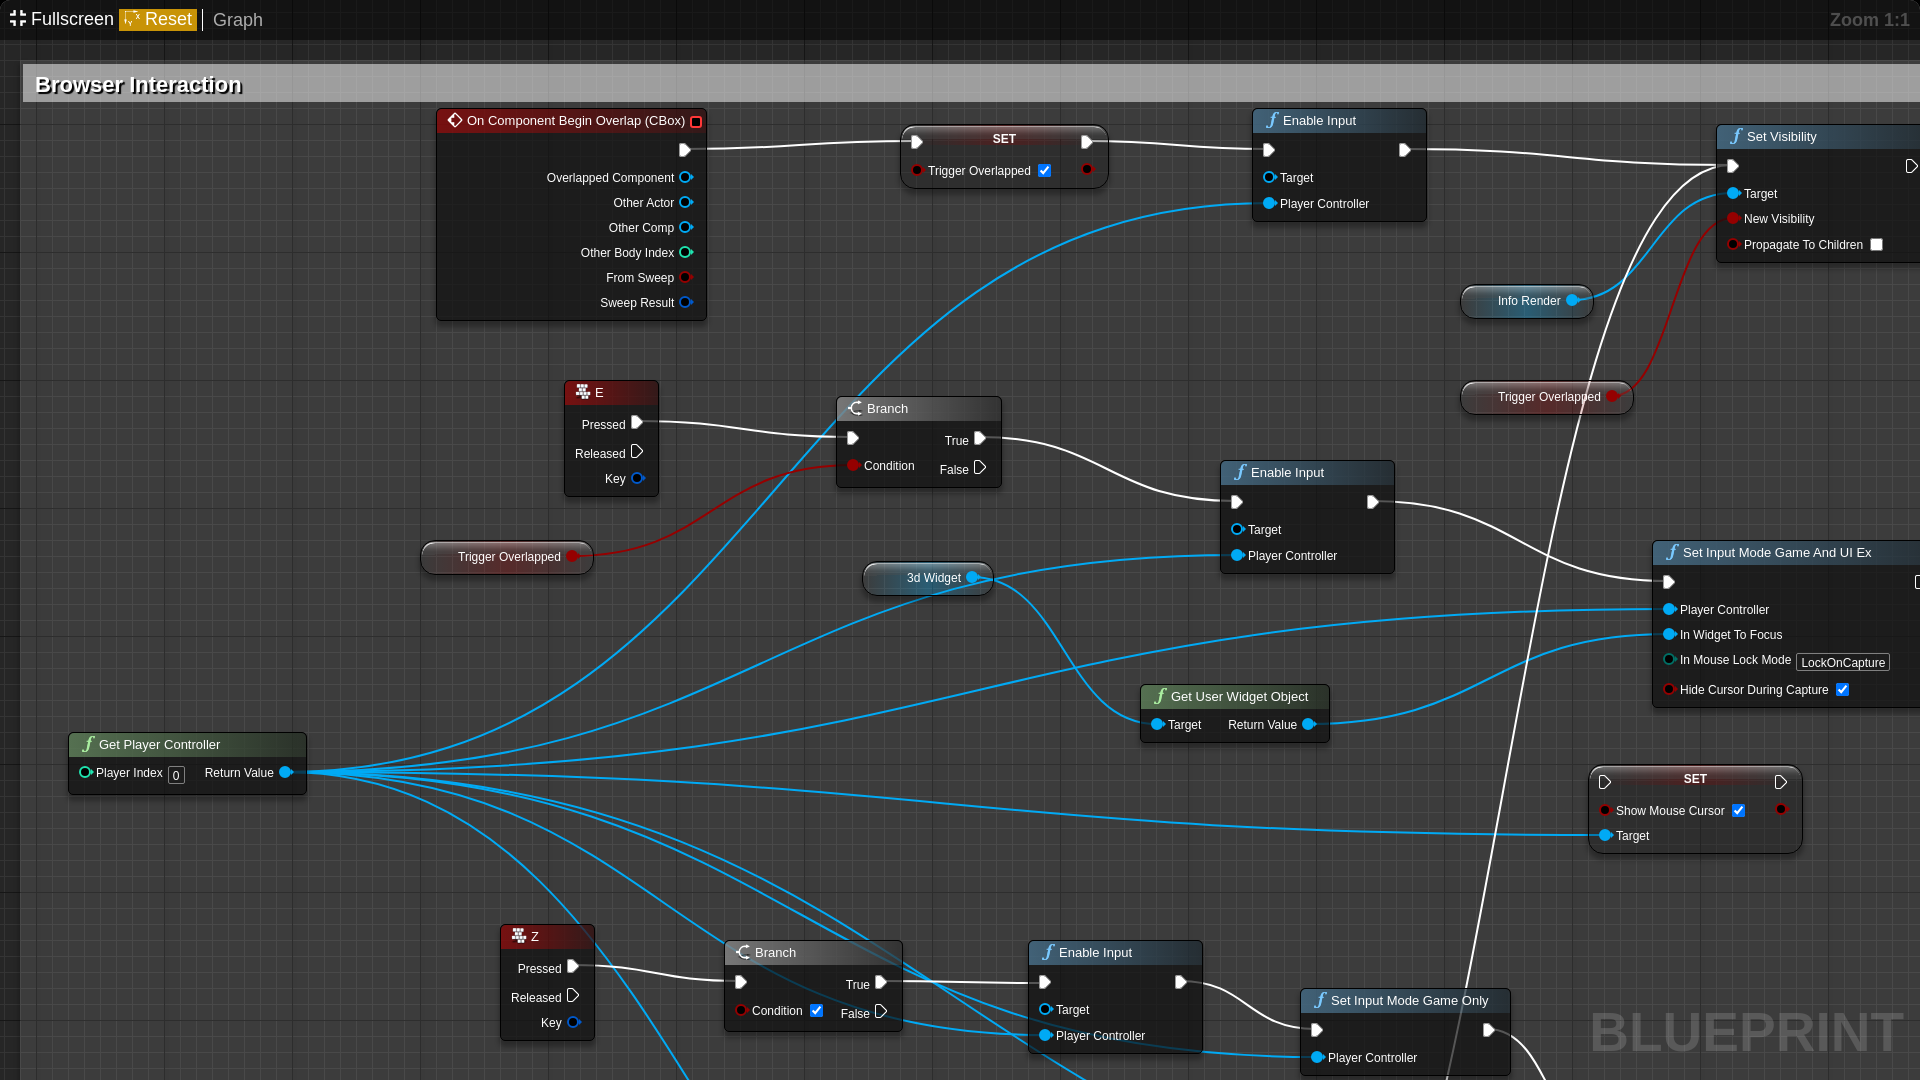 Fullscreen Reset Graph Zoom 1:1
Browser Interaction
On Component Begin Overlap (CBox)
Overlapped Component
Other Actor
Other Comp
Other Body Index
From Sweep
Sweep Result
SET
Trigger Overlapped
Enable Input
Target
Player Controller
Set Visibility
Target
New Visibility
Propagate To Children
Info Render
Trigger Overlapped
E
Pressed
Released
Key
Branch
True
Condition
False
Trigger Overlapped
Enable Input
Target
Player Controller
3d Widget
Set Input Mode Game And UI Ex
Player Controller
In Widget To Focus
In Mouse Lock Mode LockOnCapture
Hide Cursor During Capture
Get User Widget Object
Target Return Value
Get Player Controller
Player Index 0 Return Value
SET
Show Mouse Cursor
Target
Z
Pressed
Released
Key
Branch
True
Condition
False
Enable Input
Target
Player Controller
Set Input Mode Game Only
Player Controller
BLUEPRINT